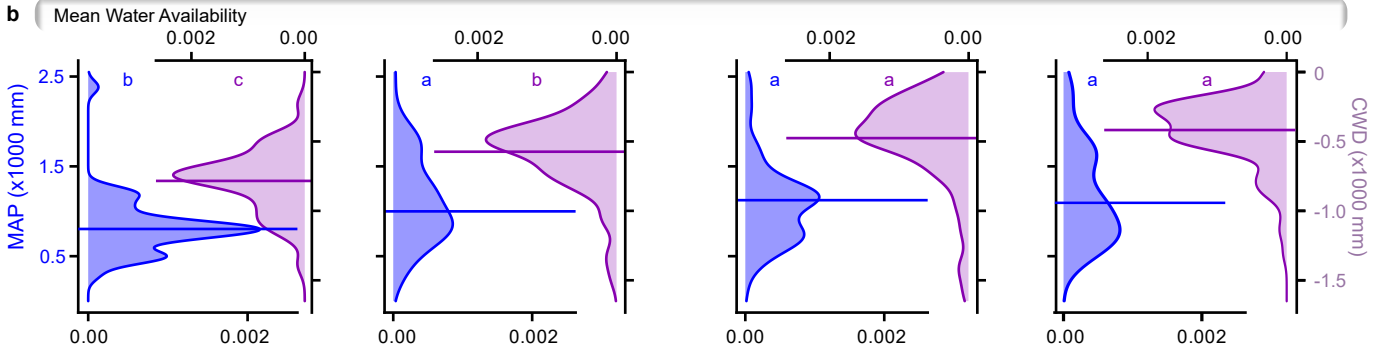 b Mean Water Availability
0.002 0.00 0.002 0.00 0.002 0.00 0.002 0.00
b c a b a a a a
MAP (x1000 mm)
2.5
1.5
0.5
0
-0.5
-1.0
-1.5
CWD (x1000 mm)
0.00 0.002 0.00 0.002 0.00 0.002 0.00 0.002